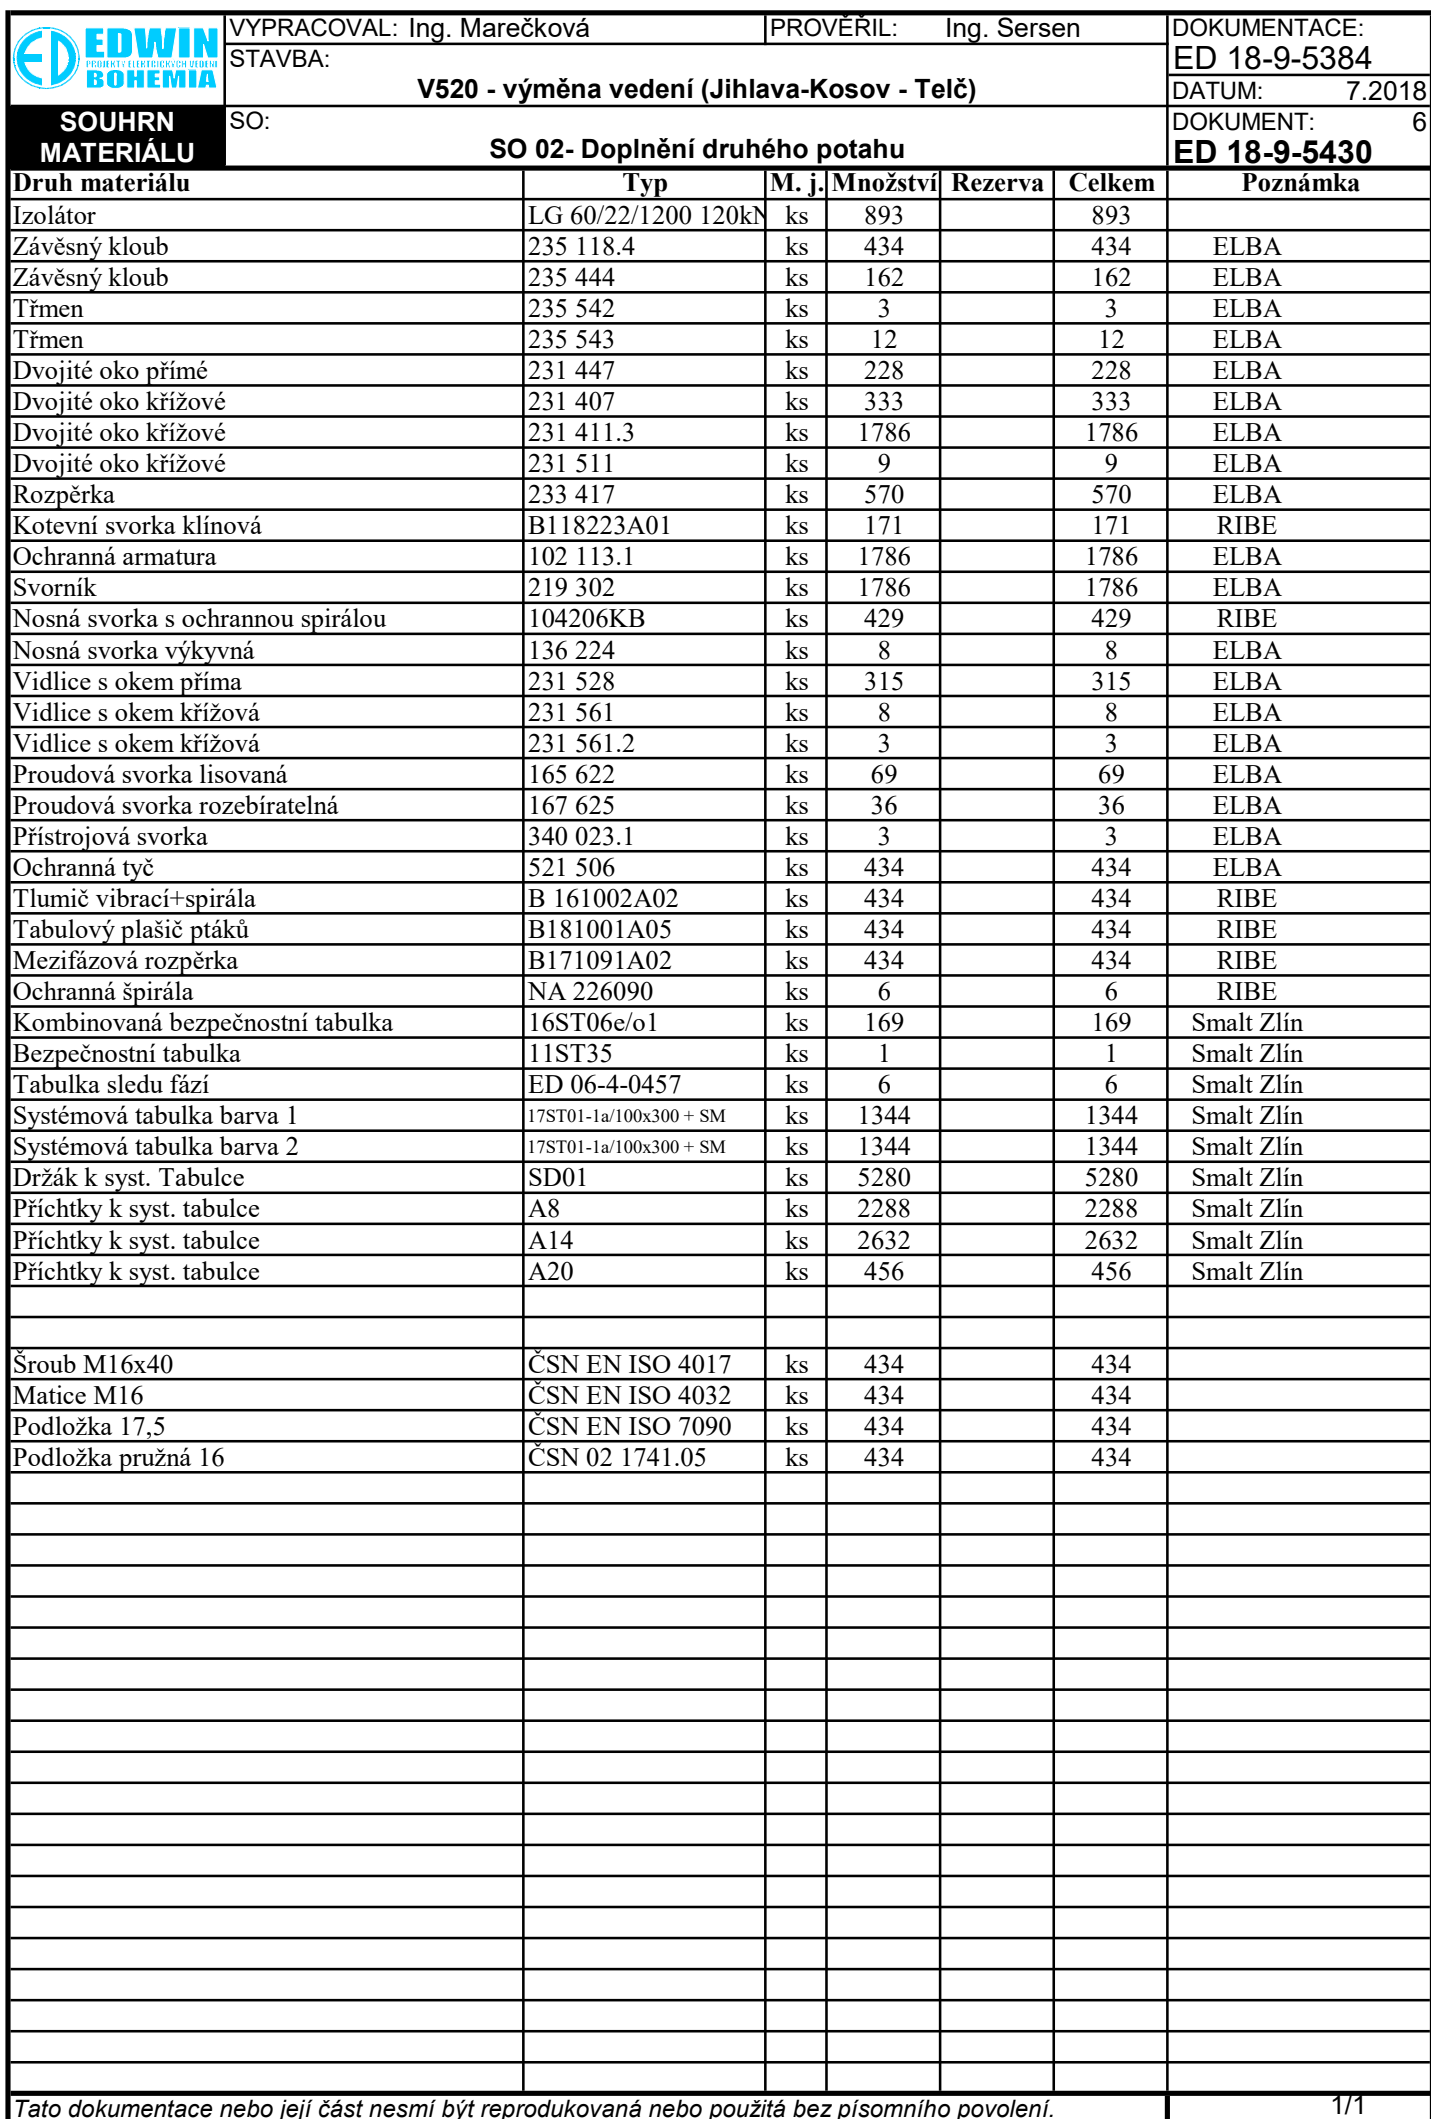 VYPRACOVAL: Ing. Marečková PROVĚŘIL: Ing. Sersen DOKUMENTACE:
EDWIN BOHEMIA
PROJEKTY ELEKTRICKÝCH VEDENÍ
STAVBA: ED 18-9-5384
V520 - výměna vedení (Jihlava-Kosov - Telč) DATUM: 7.2018
SOUHRN MATERIÁLU SO: DOKUMENT: 6
SO 02- Doplnění druhého potahu ED 18-9-5430
Druh materiálu Typ M. j. Množství Rezerva Celkem Poznámka
Izolátor LG 60/22/1200 120kN ks 893 893
Závěsný kloub 235 118.4 ks 434 434 ELBA
Závěsný kloub 235 444 ks 162 162 ELBA
Třmen 235 542 ks 3 3 ELBA
Třmen 235 543 ks 12 12 ELBA
Dvojité oko přímé 231 447 ks 228 228 ELBA
Dvojité oko křížové 231 407 ks 333 333 ELBA
Dvojité oko křížové 231 411.3 ks 1786 1786 ELBA
Dvojité oko křížové 231 511 ks 9 9 ELBA
Rozpěrka 233 417 ks 570 570 ELBA
Kotevní svorka klínová B118223A01 ks 171 171 RIBE
Ochranná armatura 102 113.1 ks 1786 1786 ELBA
Svorník 219 302 ks 1786 1786 ELBA
Nosná svorka s ochrannou spirálou 104206KB ks 429 429 RIBE
Nosná svorka výkyvná 136 224 ks 8 8 ELBA
Vidlice s okem příma 231 528 ks 315 315 ELBA
Vidlice s okem křížová 231 561 ks 8 8 ELBA
Vidlice s okem křížová 231 561.2 ks 3 3 ELBA
Proudová svorka lisovaná 165 622 ks 69 69 ELBA
Proudová svorka rozebíratelná 167 625 ks 36 36 ELBA
Přístrojová svorka 340 023.1 ks 3 3 ELBA
Ochranná tyč 521 506 ks 434 434 ELBA
Tlumič vibrací+spirála B 161002A02 ks 434 434 RIBE
Tabulový plašič ptáků B181001A05 ks 434 434 RIBE
Mezifázová rozpěrka B171091A02 ks 434 434 RIBE
Ochranná špirála NA 226090 ks 6 6 RIBE
Kombinovaná bezpečnostní tabulka 16ST06e/o1 ks 169 169 Smalt Zlín
Bezpečnostní tabulka 11ST35 ks 1 1 Smalt Zlín
Tabulka sledu fází ED 06-4-0457 ks 6 6 Smalt Zlín
Systémová tabulka barva 1 17ST01-1a/100x300 + SM ks 1344 1344 Smalt Zlín
Systémová tabulka barva 2 17ST01-1a/100x300 + SM ks 1344 1344 Smalt Zlín
Držák k syst. Tabulce SD01 ks 5280 5280 Smalt Zlín
Příchtky k syst. tabulce A8 ks 2288 2288 Smalt Zlín
Příchtky k syst. tabulce A14 ks 2632 2632 Smalt Zlín
Příchtky k syst. tabulce A20 ks 456 456 Smalt Zlín
Šroub M16x40 ČSN EN ISO 4017 ks 434 434
Matice M16 ČSN EN ISO 4032 ks 434 434
Podložka 17,5 ČSN EN ISO 7090 ks 434 434
Podložka pružná 16 ČSN 02 1741.05 ks 434 434
Tato dokumentace nebo její část nesmí být reprodukovaná nebo použitá bez písomního povolení. 1/1